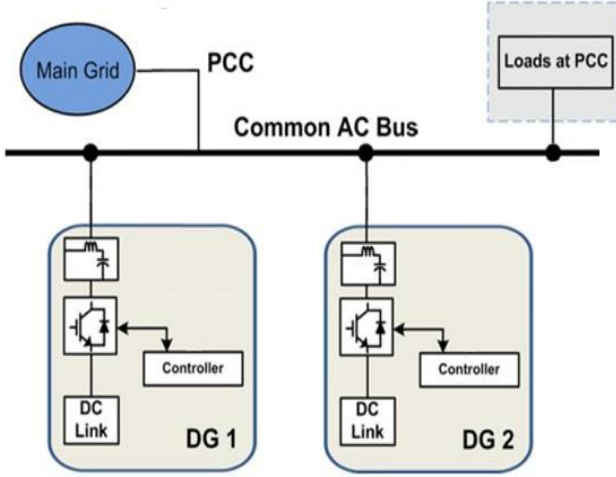 Main Grid
PCC
Loads at PCC
Common AC Bus
Controller
DC
Link
DG 1
Controller
DC
Link
DG 2